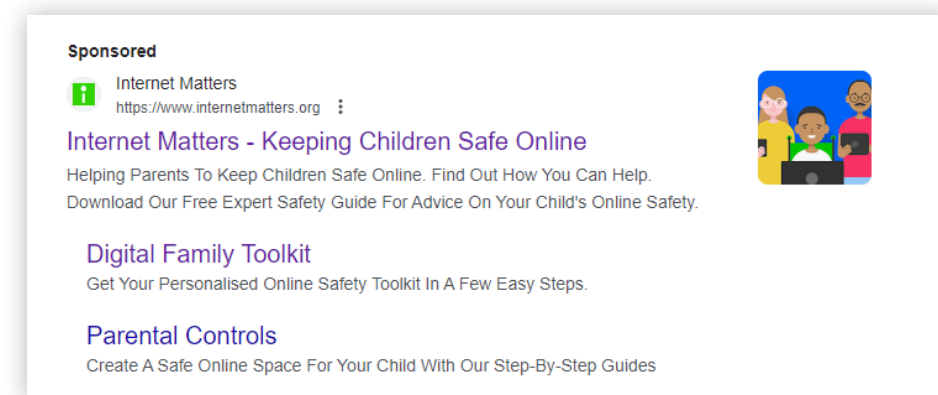 Sponsored
Internet Matters
https://www.internetmatters.org
Internet Matters - Keeping Children Safe Online
Helping Parents To Keep Children Safe Online. Find Out How You Can Help.
Download Our Free Expert Safety Guide For Advice On Your Child's Online Safety.
Digital Family Toolkit
Get Your Personalised Online Safety Toolkit In A Few Easy Steps.
Parental Controls
Create A Safe Online Space For Your Child With Our Step-By-Step Guides